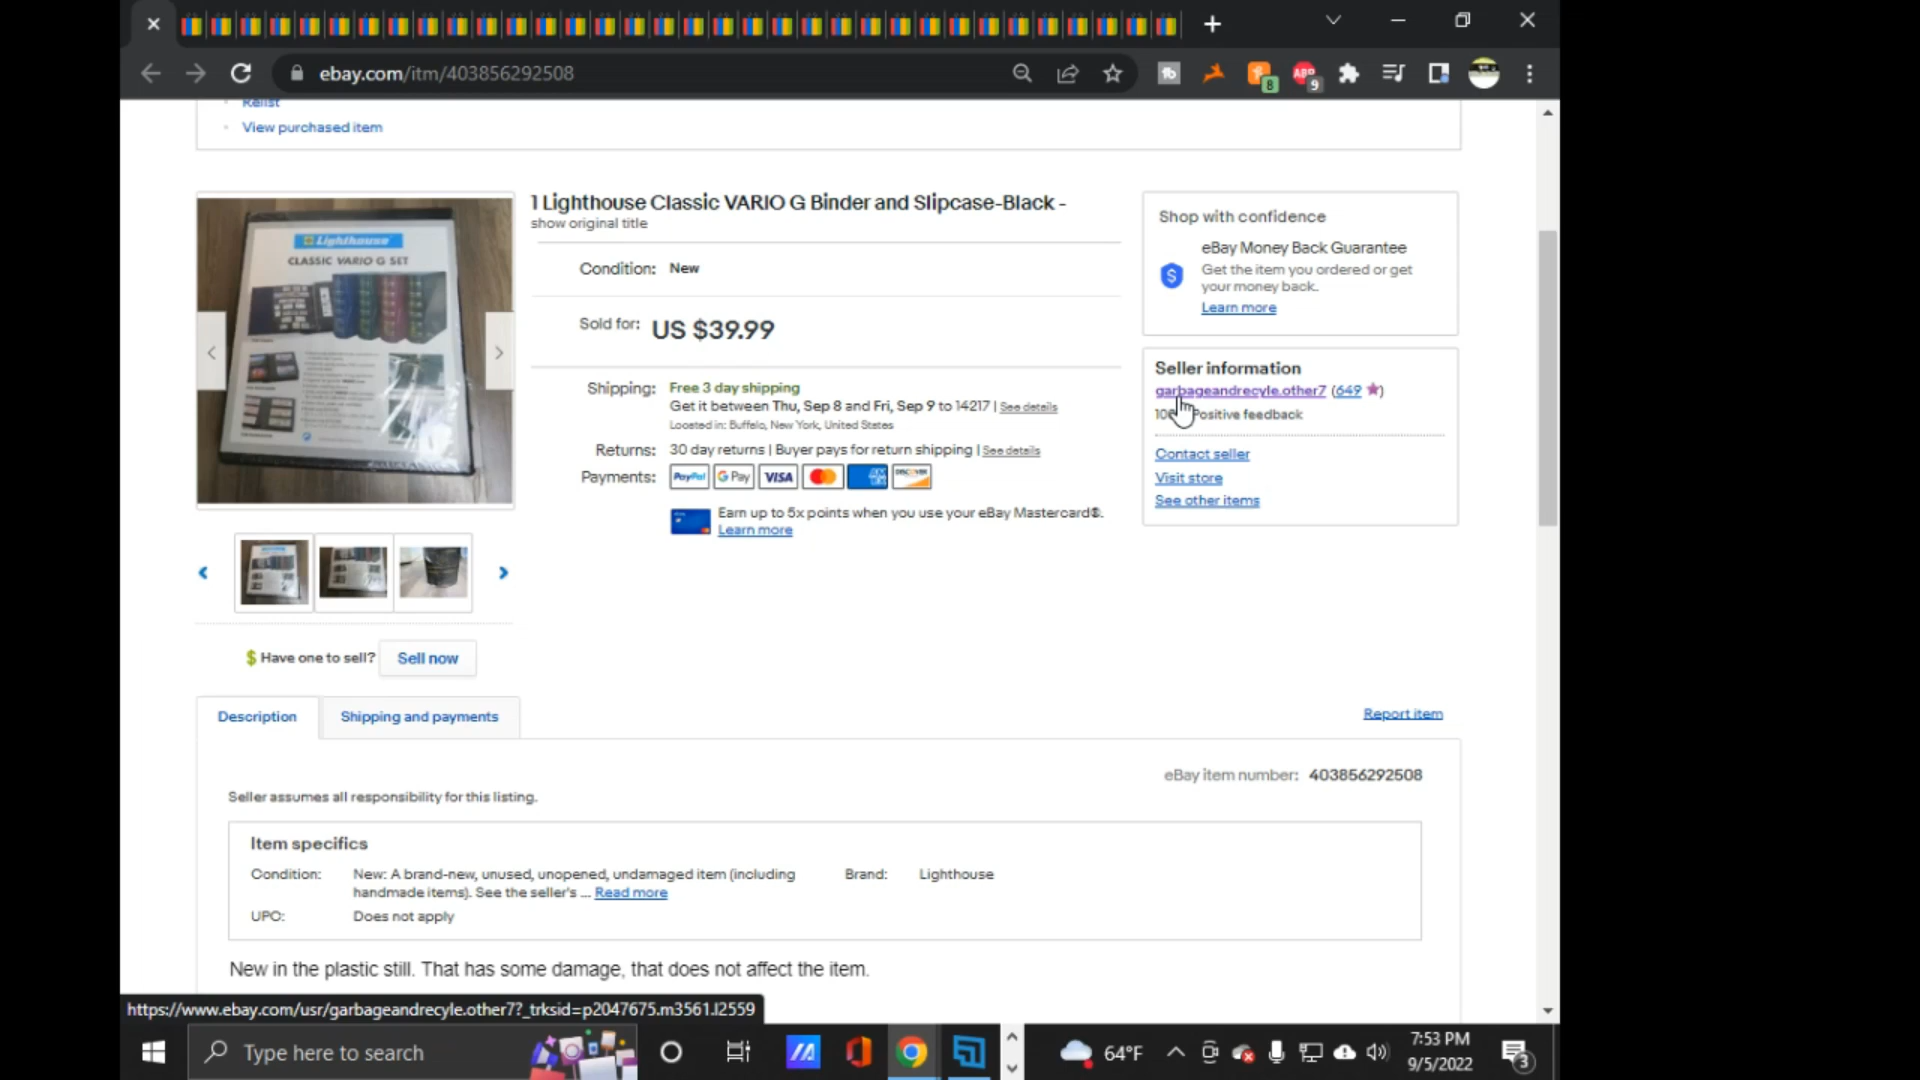 ebay.com/itm/403856292508
8
ABP
9
Relist
View purchased item
Lighthouse
CLASSIC VARIO G SET
1 Lighthouse Classic VARIO G Binder and Slipcase-Black -
show original title
Condition: New
Sold for: US $39.99
Shipping: Free 3 day shipping
Get it between Thu, Sep 8 and Fri, Sep 9 to 14217 | See details
Located in: Buffalo, New York, United States
Returns: 30 day returns | Buyer pays for return shipping | See details
Payments: PayPal G Pay VISA DISCOVER
Earn up to 5x points when you use your eBay Mastercard®.
Learn more
Shop with confidence
eBay Money Back Guarantee
Get the item you ordered or get
your money back.
Learn more
Seller information
garbageandrecyle.other7 (649)
Positive feedback
Contact seller
Visit store
See other items
$ Have one to sell? Sell now
Description
Shipping and payments
Report item
eBay item number: 403856292508
Seller assumes all responsibility for this listing.
Item specifics
Condition: New: A brand-new, unused, unopened, undamaged item (including
handmade items). See the seller's ... Read more
Brand: Lighthouse
UPC: Does not apply
New in the plastic still. That has some damage, that does not affect the item.
https://www.ebay.com/usr/garbageandrecyle.other7?_trksid=p2047675.m3561.l2559
Type here to search
64°F
7:53 PM
9/5/2022
3